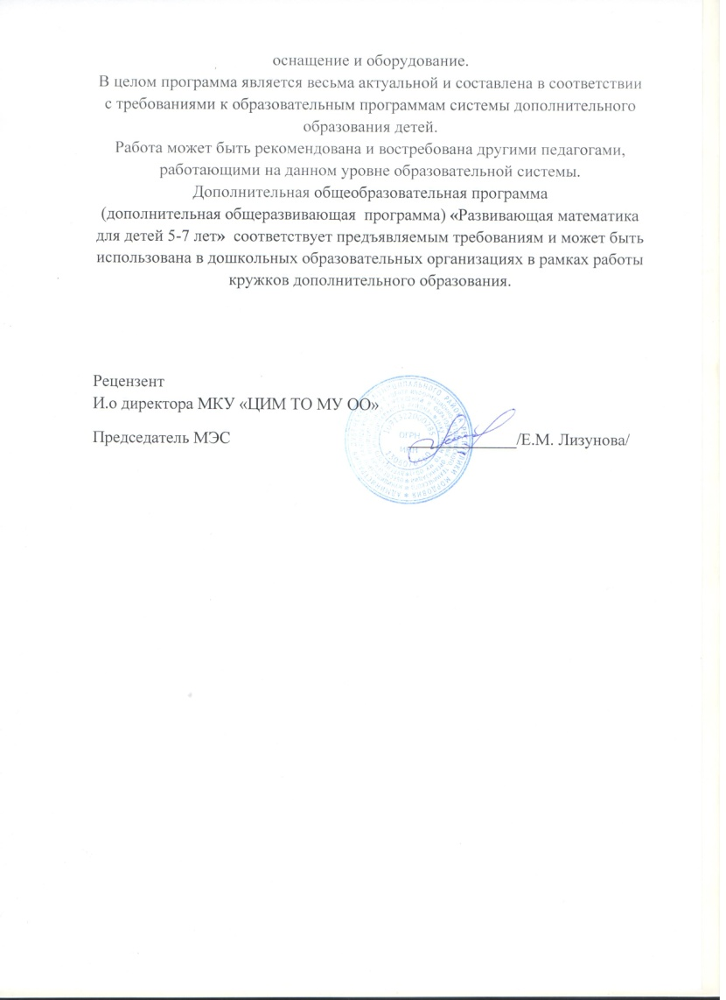 оснащение и оборудование.
В целом программа является весьма актуальной и составлена в соответствии
с требованиями к образовательным программам системы дополнительного
образования детей.
Работа может быть рекомендована и востребована другими педагогами,
работающими на данном уровне образовательной системы.
Дополнительная общеобразовательная программа
(дополнительная общеразвивающая программа) «Развивающая математика
для детей 5-7 лет» соответствует предъявляемым требованиям и может быть
использована в дошкольных образовательных организациях в рамках работы
кружков дополнительного образования.
Рецензент
И.о директора МКУ «ЦИМ ТО МУ ОО»
Председатель МЭС /Е.М. Лизунова/
ОГРН
ИНН